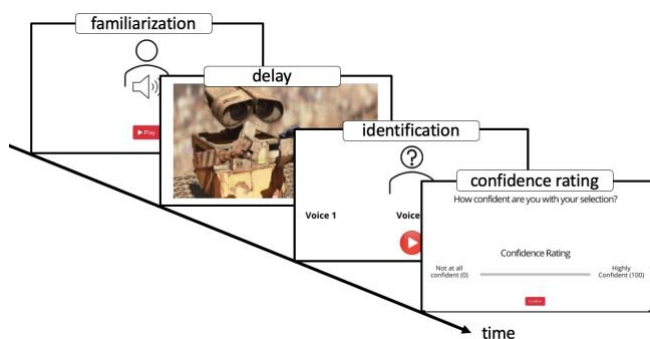 familiarization
Play
delay
identification
?
Voice 1
Voice
confidence rating
How confident are you with your selection?
Confidence Rating
Not at all
confident (0)
Highly
Confident (100)
time